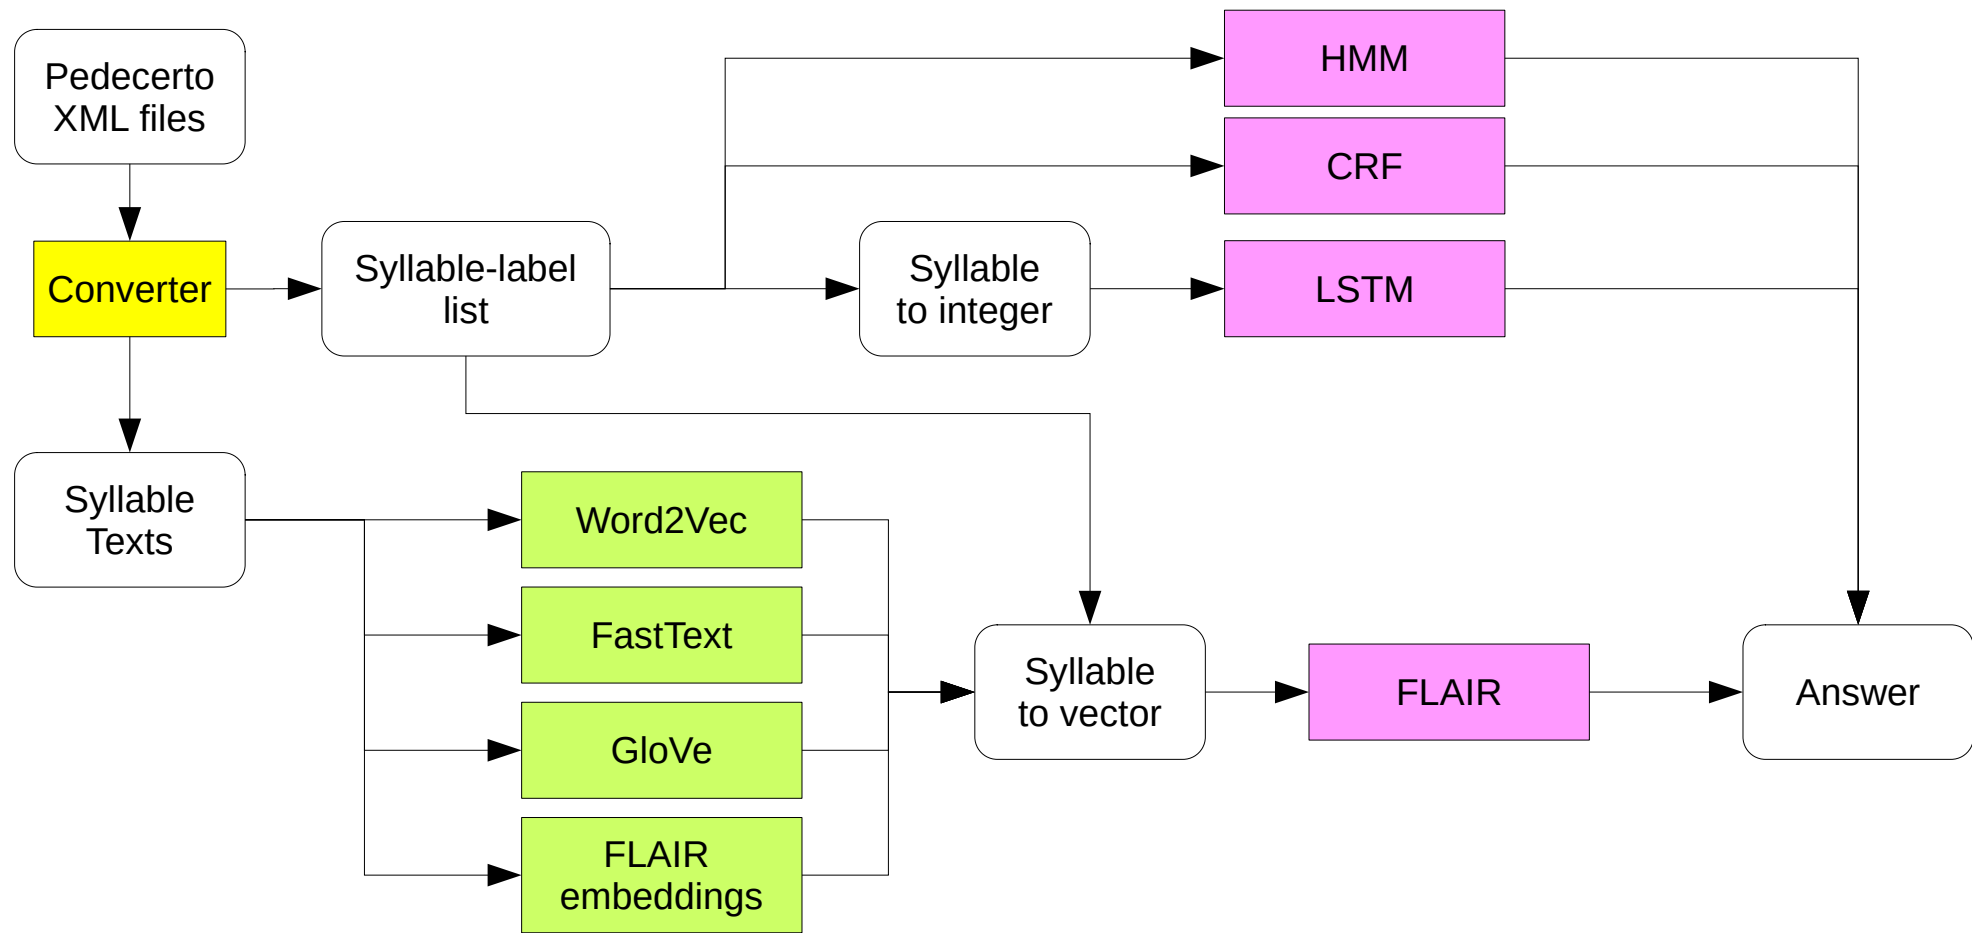 Pedecerto
XML files
HMM
CRF
Converter
Syllable-label
list
Syllable
to integer
LSTM
Syllable
Texts
Word2Vec
FastText
GloVe
FLAIR
embeddings
Syllable
to vector
FLAIR
Answer